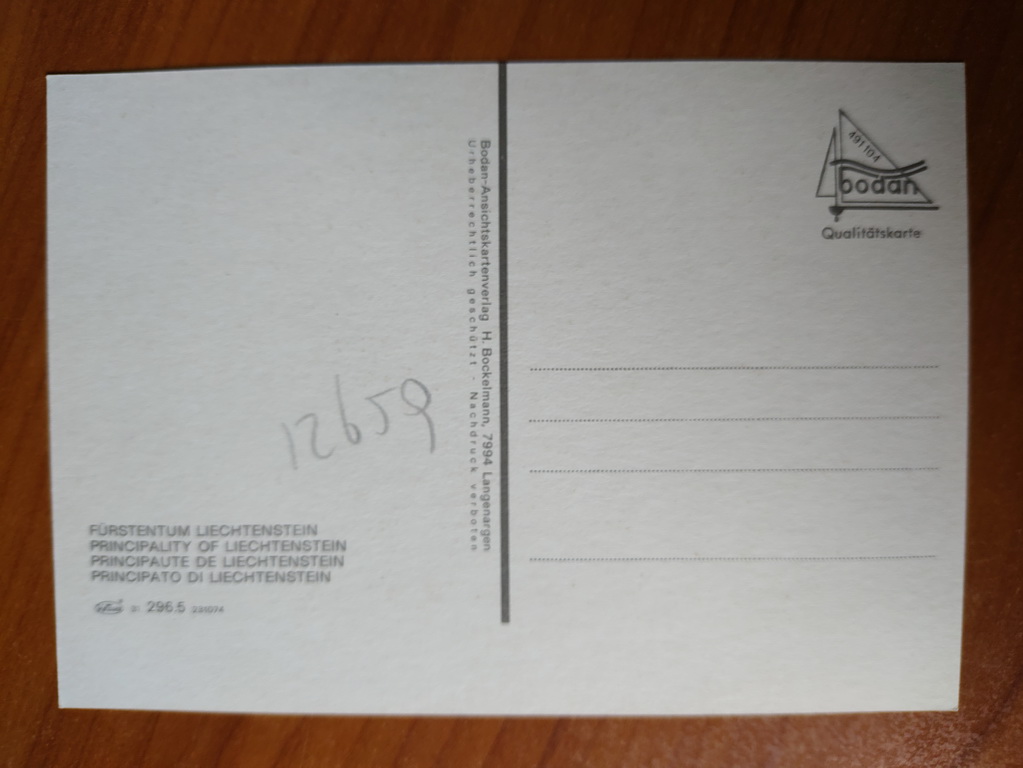 FÜRSTENTUM LIECHTENSTEIN
PRINCIPALITY OF LIECHTENSTEIN
PRINCIPAUTE DE LIECHTENSTEIN
PRINCIPATO DI LIECHTENSTEIN
296.5
12659
Bodan-Ansichtskartenverlag H. Bockelmann, 7994 Langenargen
Urheberrechtlich geschützt · Nachdruck verboten
491104
bodan
Qualitätskarte